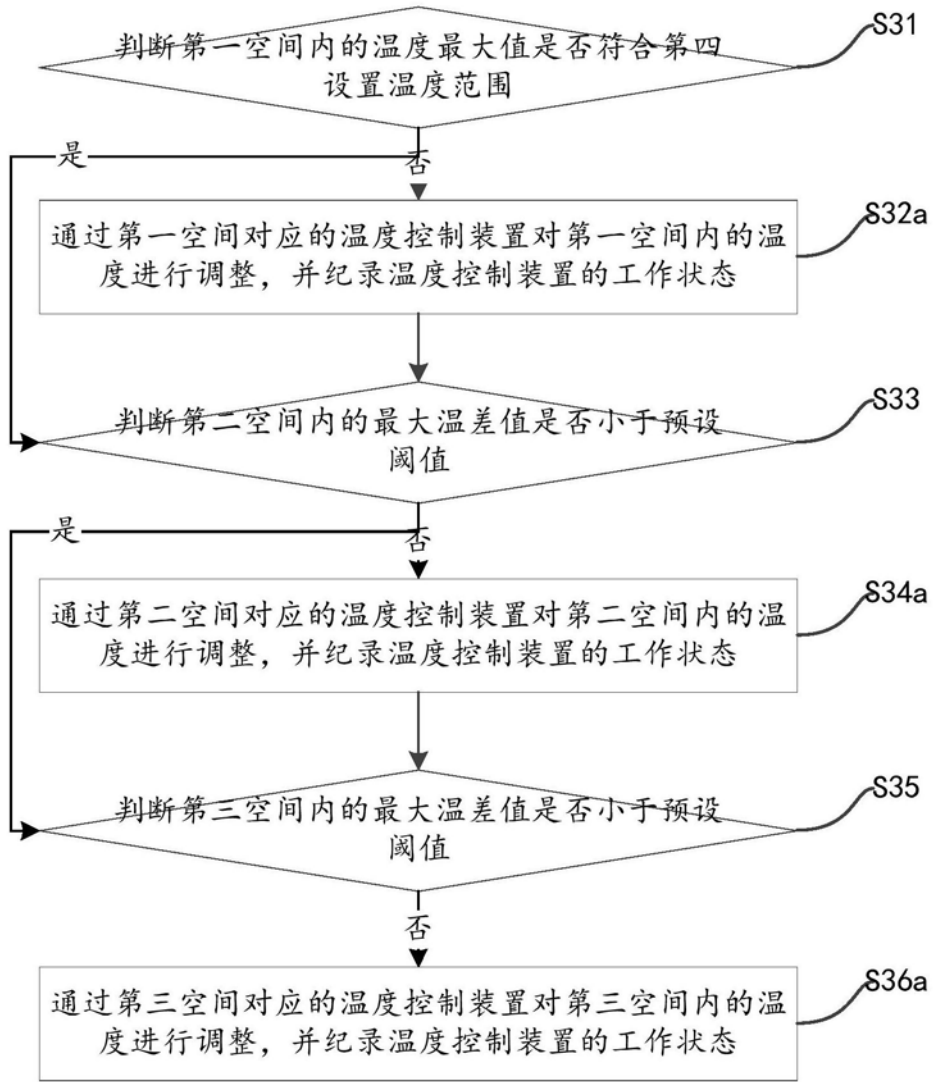 判断第一空间内的温度最大值是否符合第四
设置温度范围
S31
是
否
通过第一空间对应的温度控制装置对第一空间内的温
度进行调整，并纪录温度控制装置的工作状态
S32a
判断第二空间内的最大温差值是否小于预设
阈值
S33
是
否
通过第二空间对应的温度控制装置对第二空间内的温
度进行调整，并纪录温度控制装置的工作状态
S34a
判断第三空间内的最大温差值是否小于预设
阈值
S35
否
通过第三空间对应的温度控制装置对第三空间内的温
度进行调整，并纪录温度控制装置的工作状态
S36a